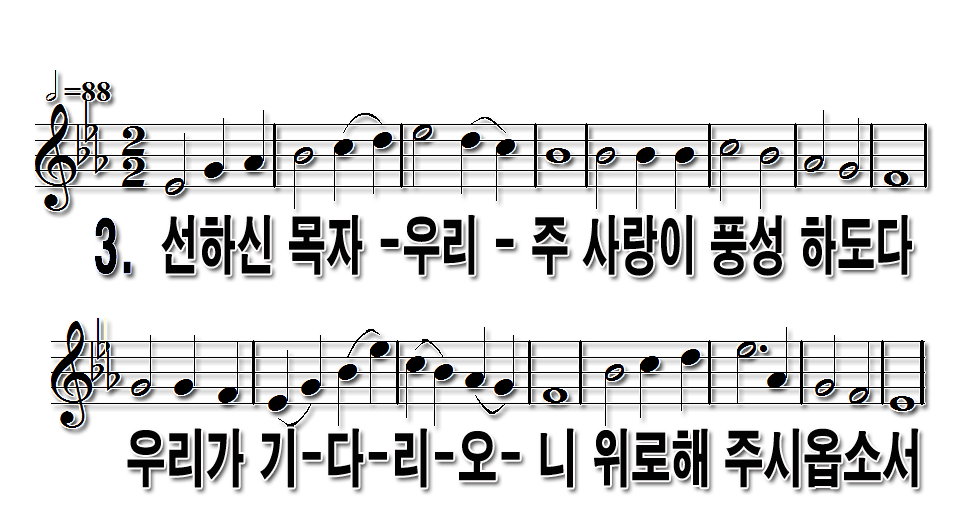 =88
3. 선하신 목자 -우리 - 주 사랑이 풍성 하도다
우리가 기-다-리-오- 니 위로해 주시옵소서